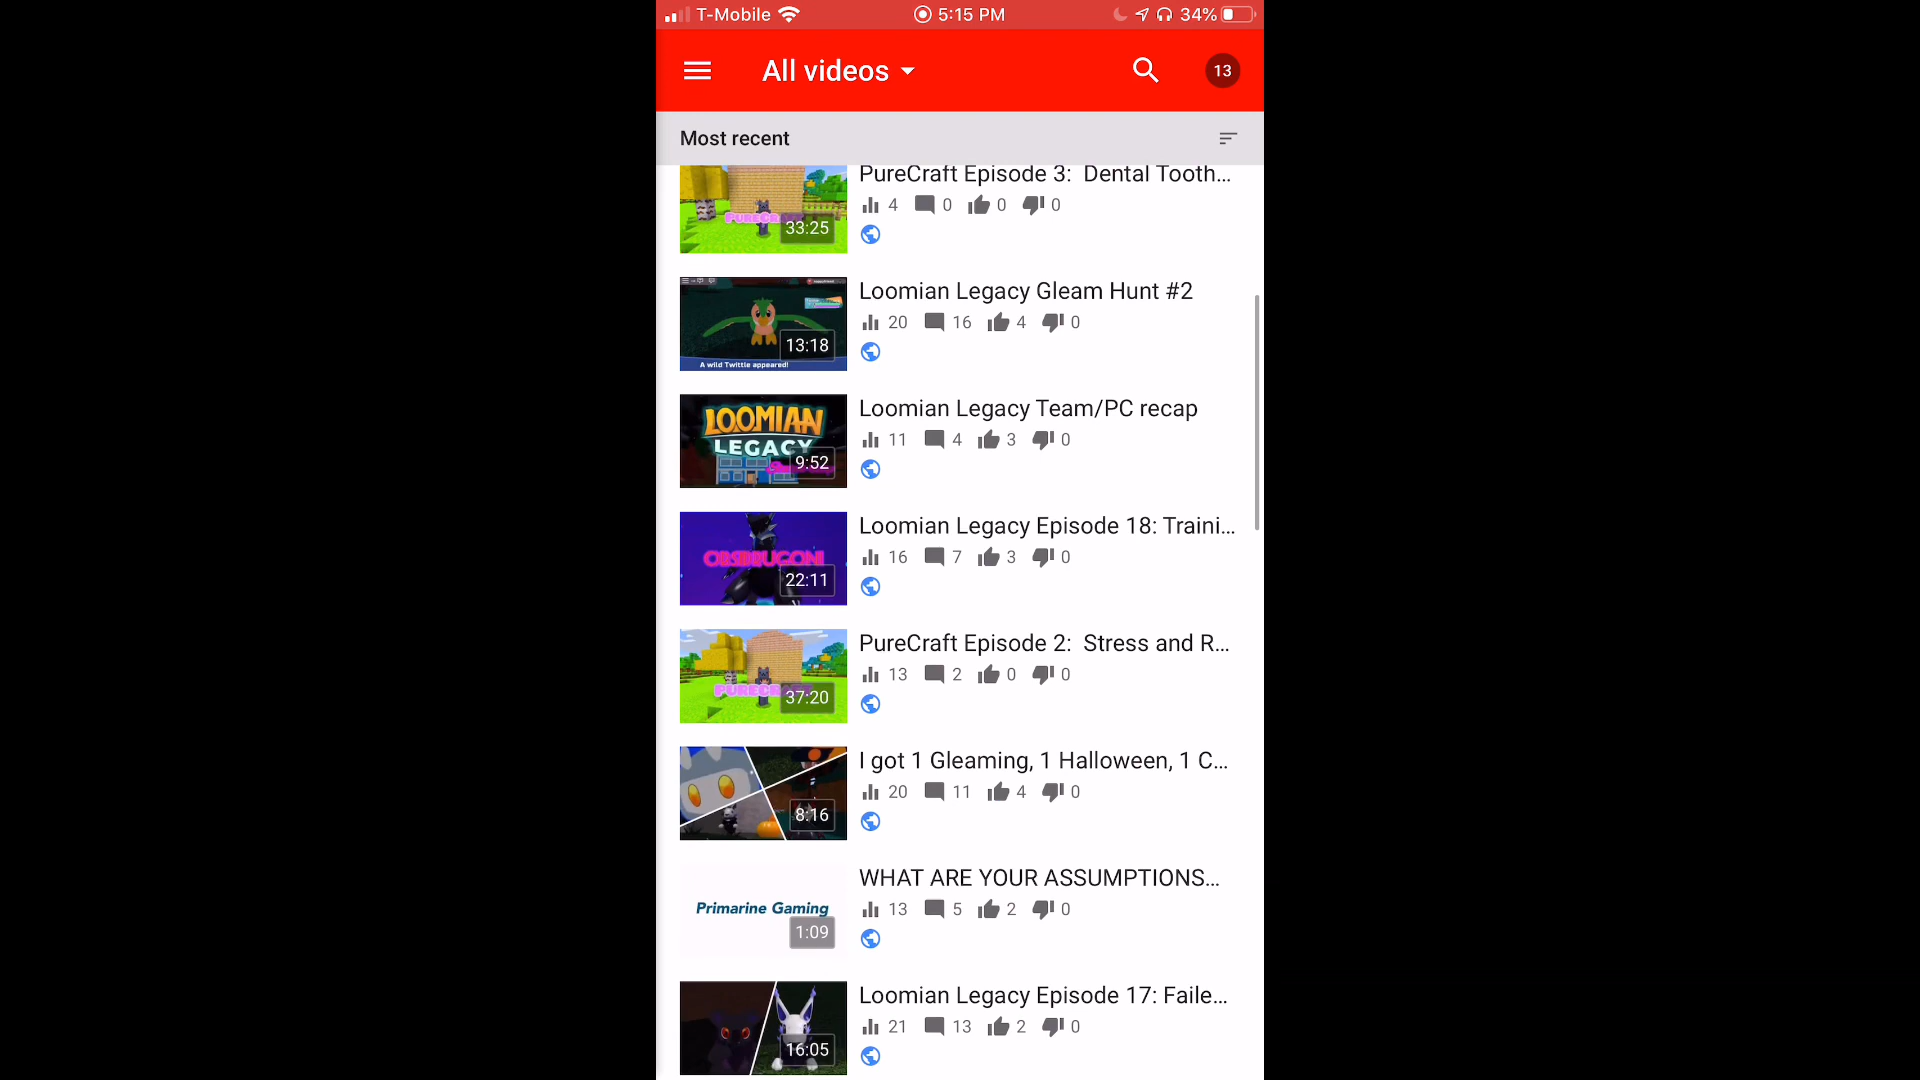 T-Mobile 5:15 PM 34%
All videos 13
Most recent
PureCraft Episode 3: Dental Tooth...
4 0 0 0
33:25
Loomian Legacy Gleam Hunt #2
20 16 4 0
13:18
A wild Twittle appeared!
Loomian Legacy Team/PC recap
11 4 3 0
LOOMIAN
LEGACY
9:52
Loomian Legacy Episode 18: Traini...
16 7 3 0
22:11
PureCraft Episode 2: Stress and R...
13 2 0 0
37:20
I got 1 Gleaming, 1 Halloween, 1 C...
20 11 4 0
8:16
WHAT ARE YOUR ASSUMPTIONS...
13 5 2 0
Primarine Gaming
1:09
Loomian Legacy Episode 17: Faile...
21 13 2 0
16:05